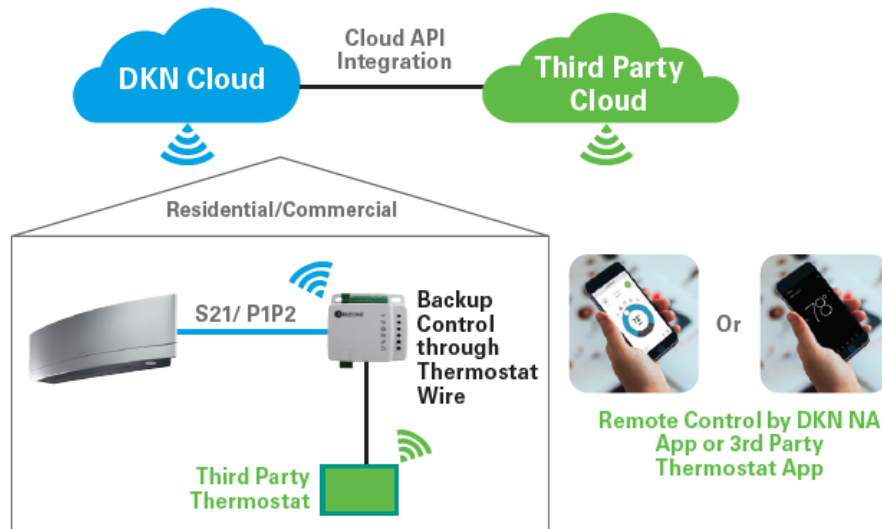 Cloud API
Integration
DKN Cloud
Third Party
Cloud
Residential/Commercial
S21/ P1P2
Backup
Control
through
Thermostat
Wire
Third Party
Thermostat
Or
78°
Remote Control by DKN NA
App or 3rd Party
Thermostat App